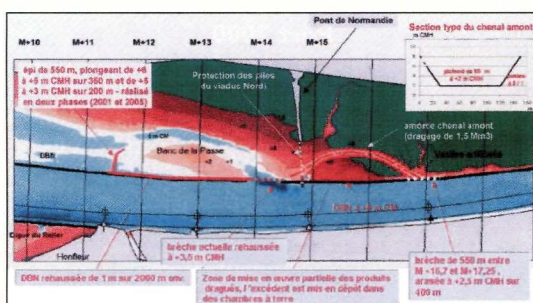 Pont de Normandie
Section type du chenal amont
M+10 M+11 M+12 M+13 M+14 M+15
m CMH
épi de 550 m, plongeant de +6
à +5 m CMH sur 350 m et de +5
à +3 m CMH sur 200 m - réalisé
en deux phases (2001 et 2005)
Protection des piles
du viaduc Nord
amorce chenal amont
(dragage de 1,5 Mm3)
Banc de la Passe
DBN
Honfleur
brèche actuelle rehaussée
à +3,5 m CMH
DBN rehaussée de 1 m sur 2000 m env.
Zone de mise en œuvre partielle des produits
dragués, l'excédent est mis en dépôt dans
des chambres à terre
brèche de 550 m entre
M +16,7 et M+17,25,
arasée à +2,5 m CMH sur
400 m